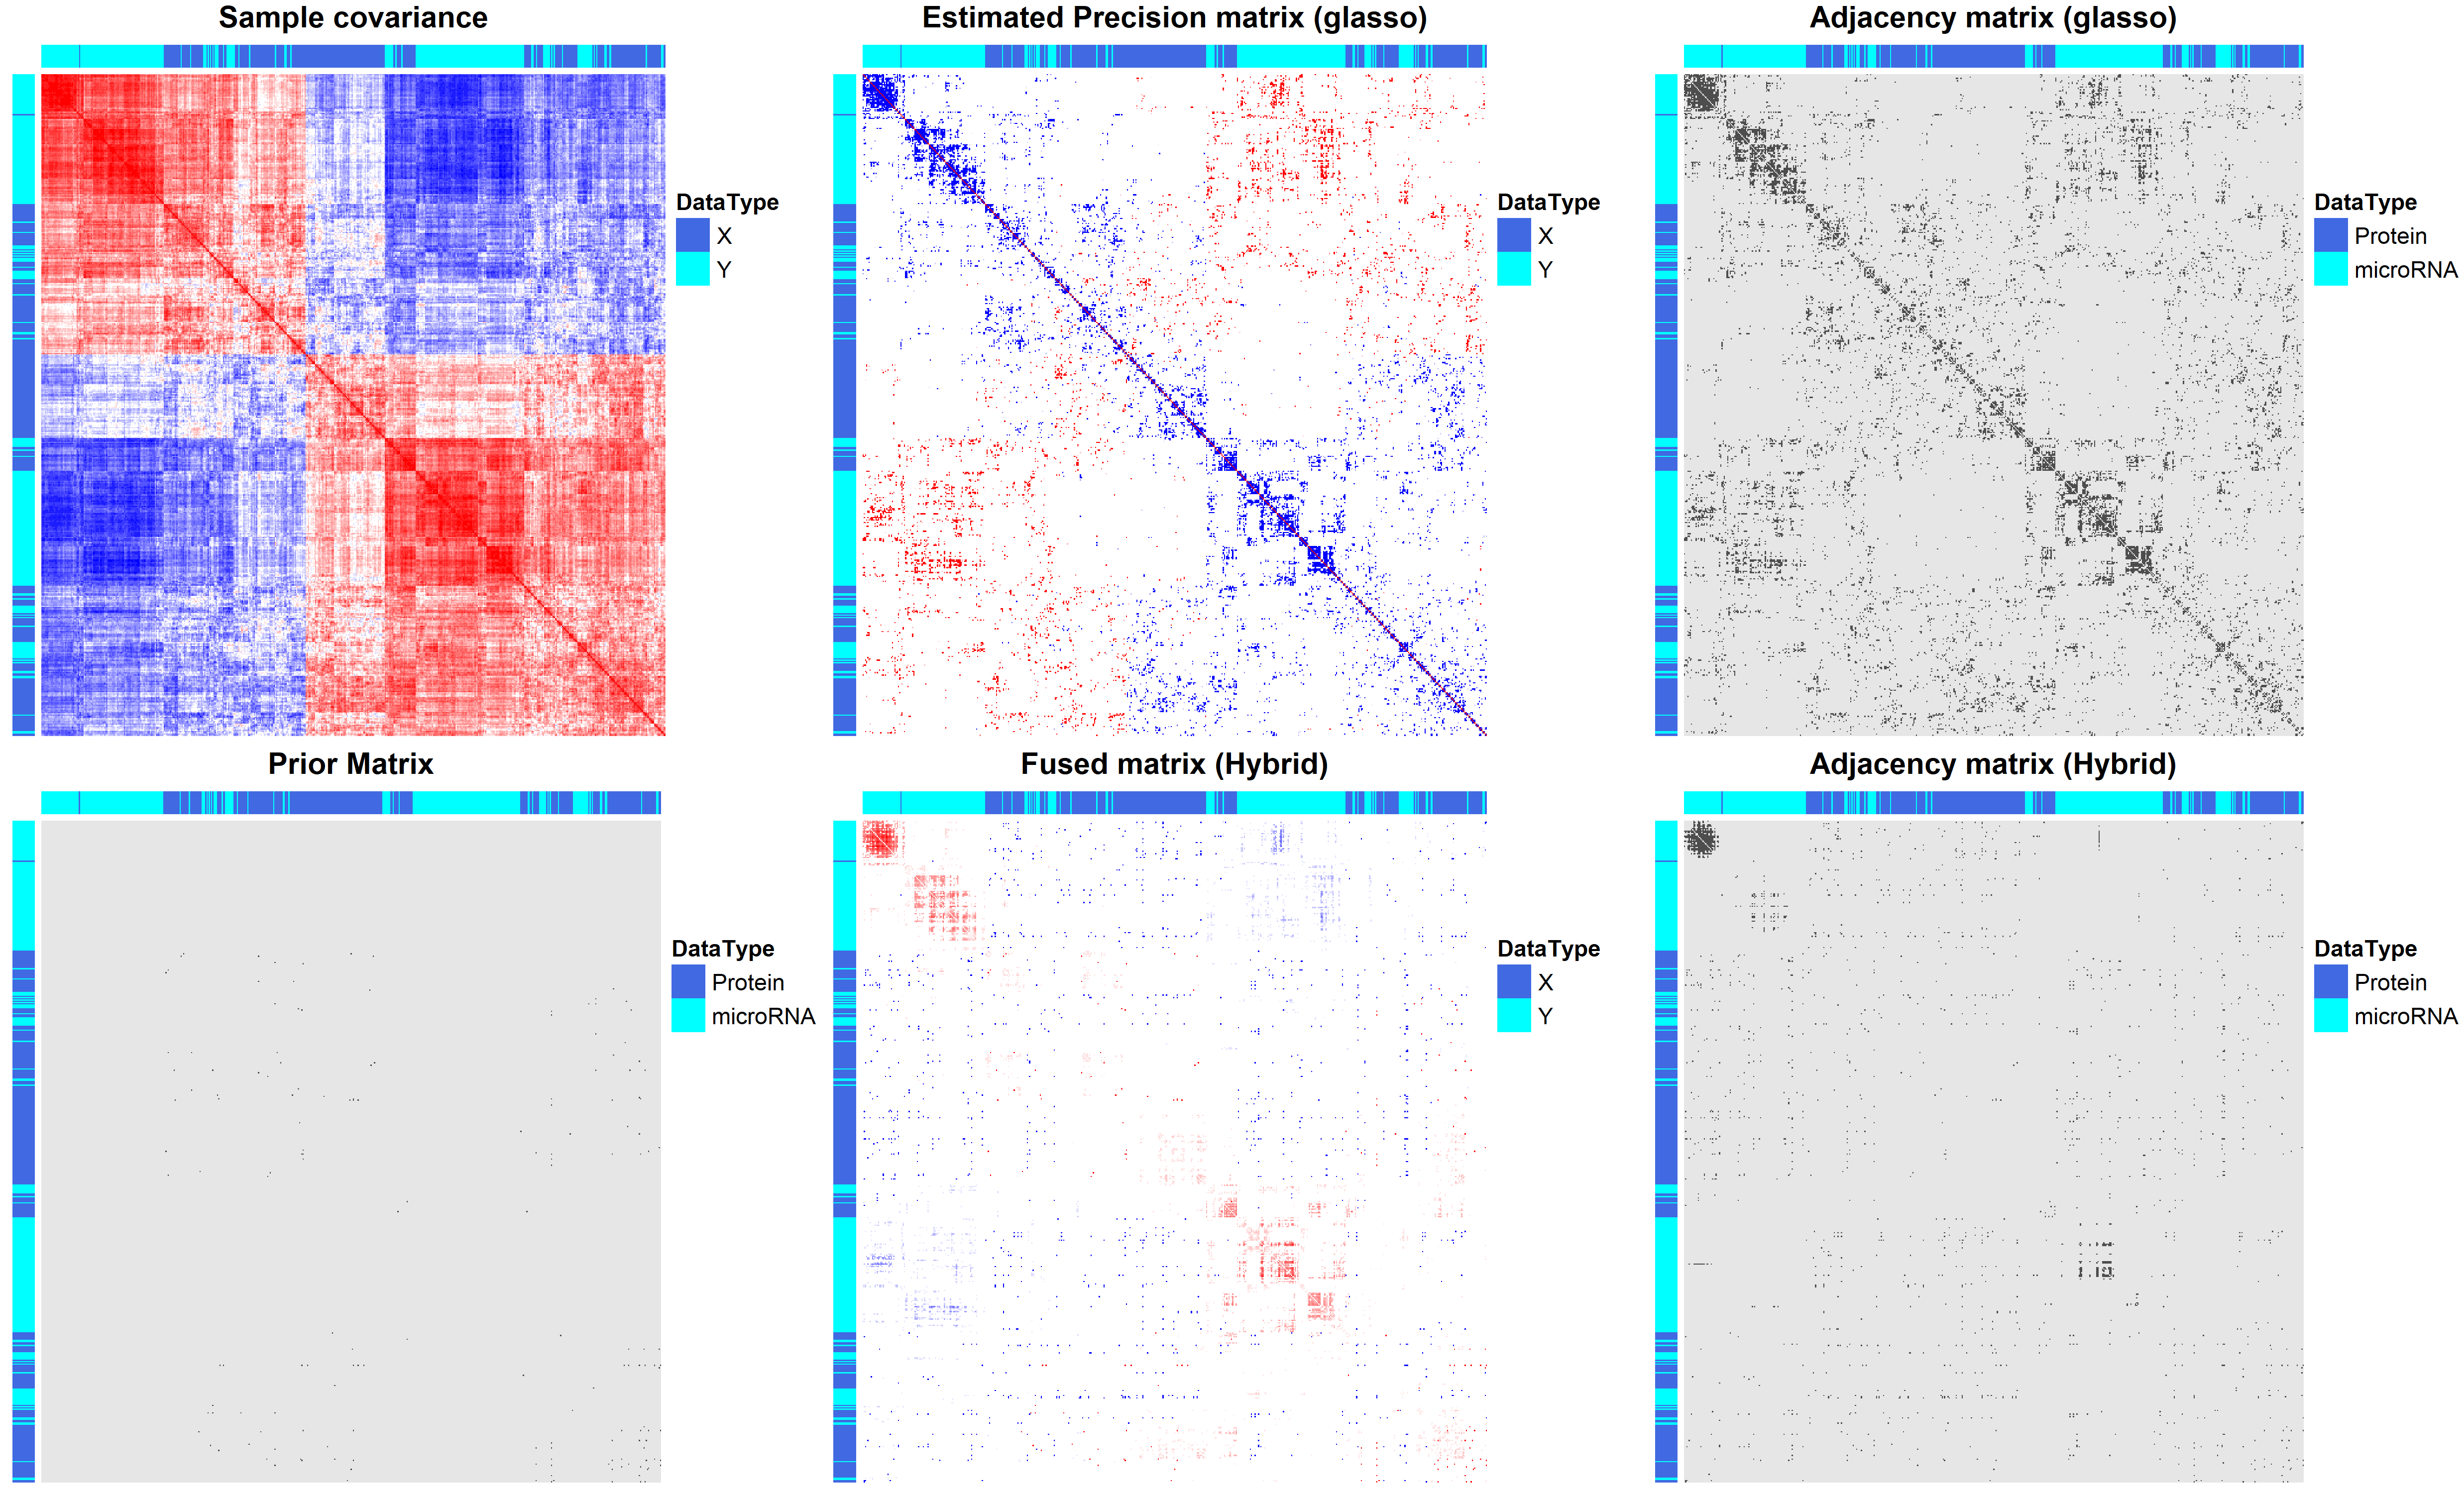 Sample covariance
Estimated Precision matrix (glasso)
Adjacency matrix (glasso)
DataType
X
Y
DataType
X
Y
DataType
Protein
microRNA
Prior Matrix
Fused matrix (Hybrid)
Adjacency matrix (Hybrid)
DataType
Protein
microRNA
DataType
X
Y
DataType
Protein
microRNA